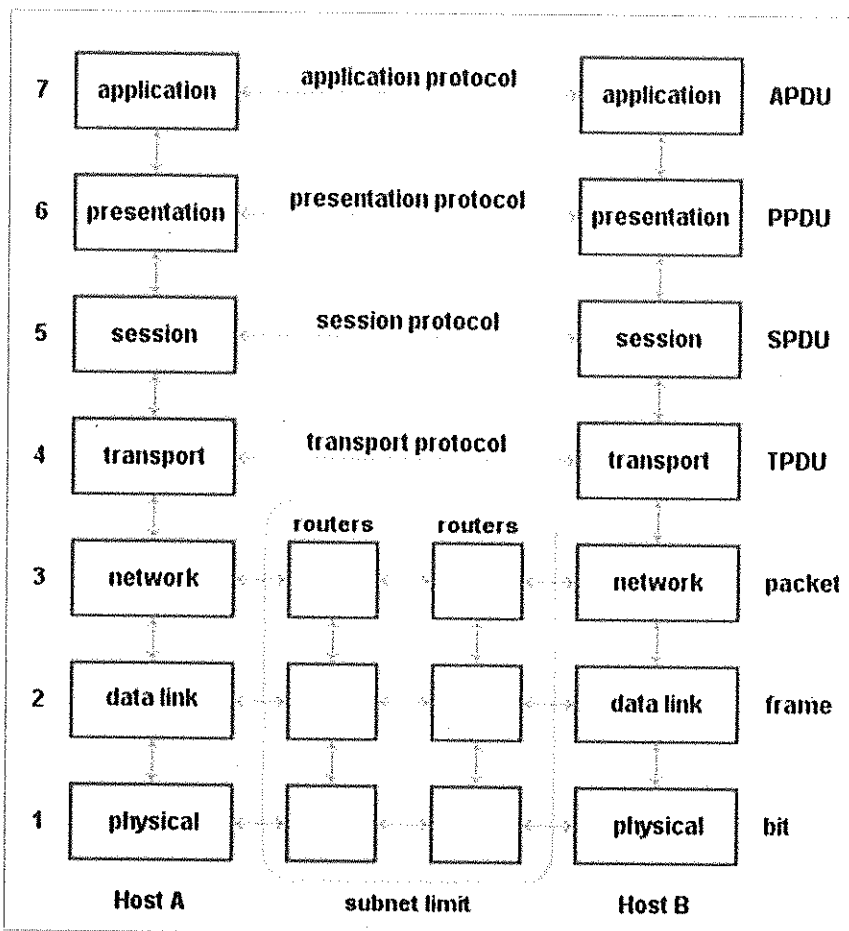 7 application application protocol application APDU
6 presentation presentation protocol presentation PPDU
5 session session protocol session SPDU
4 transport transport protocol transport TPDU
routers routers
3 network network packet
2 data link data link frame
1 physical physical bit
Host A subnet limit Host B